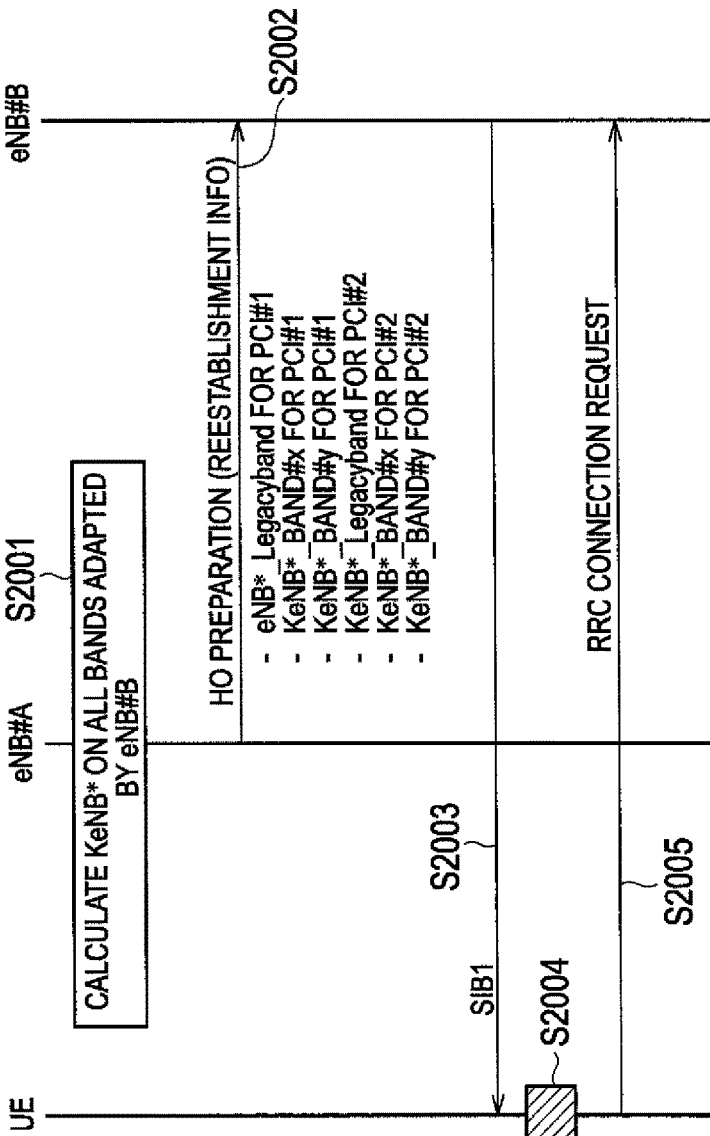 UE
eNB#A
eNB#B
S2001
CALCULATE KeNB* ON ALL BANDS ADAPTED
BY eNB#B
HO PREPARATION (REESTABLISHMENT INFO)
S2002
- eNB*_Legacyband FOR PCI#1
- KeNB*_BAND#x FOR PCI#1
- KeNB*_BAND#y FOR PCI#1
- KeNB*_Legacyband FOR PCI#2
- KeNB*_BAND#x FOR PCI#2
- KeNB*_BAND#y FOR PCI#2
S2003
SIB1
S2004
RRC CONNECTION REQUEST
S2005